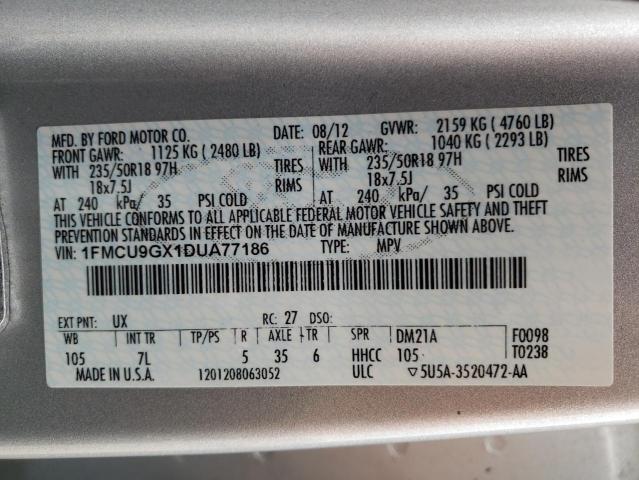 MFD. BY FORD MOTOR CO. DATE: 08/12 GVWR: 2159 KG ( 4760 LB)
FRONT GAWR: 1125 KG ( 2480 LB) REAR GAWR: 1040 KG ( 2293 LB)
WITH 235/50R18 97H TIRES WITH 235/50R18 97H TIRES
18x7.5J RIMS 18x7.5J RIMS
AT 240 kPa/ 35 PSI COLD AT 240 kPa/ 35 PSI COLD
THIS VEHICLE CONFORMS TO ALL APPLICABLE FEDERAL MOTOR VEHICLE SAFETY AND THEFT
PREVENTION STANDARDS IN EFFECT ON THE DATE OF MANUFACTURE SHOWN ABOVE.
VIN: 1FMCU9GX1DUA77186 TYPE: MPV
EXT PNT: UX RC: 27 DSO:
WB INT TR TP/PS R AXLE TR SPR DM21A F0098
105 7L 5 35 6 HHCC 105 T0238
MADE IN U.S.A. 1201208063052 ULC ▽5U5A-3520472-AA